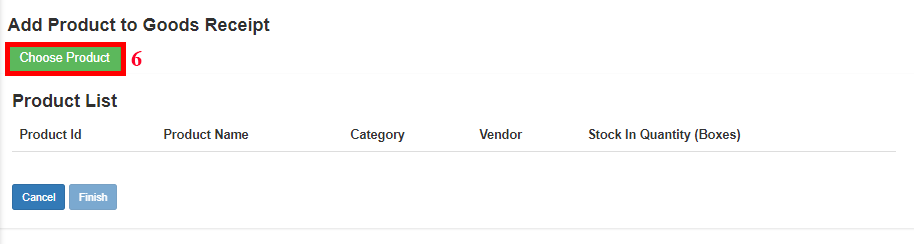 Add Product to Goods Receipt
Choose Product 6
Product List
Product Id Product Name Category Vendor Stock In Quantity (Boxes)
Cancel Finish